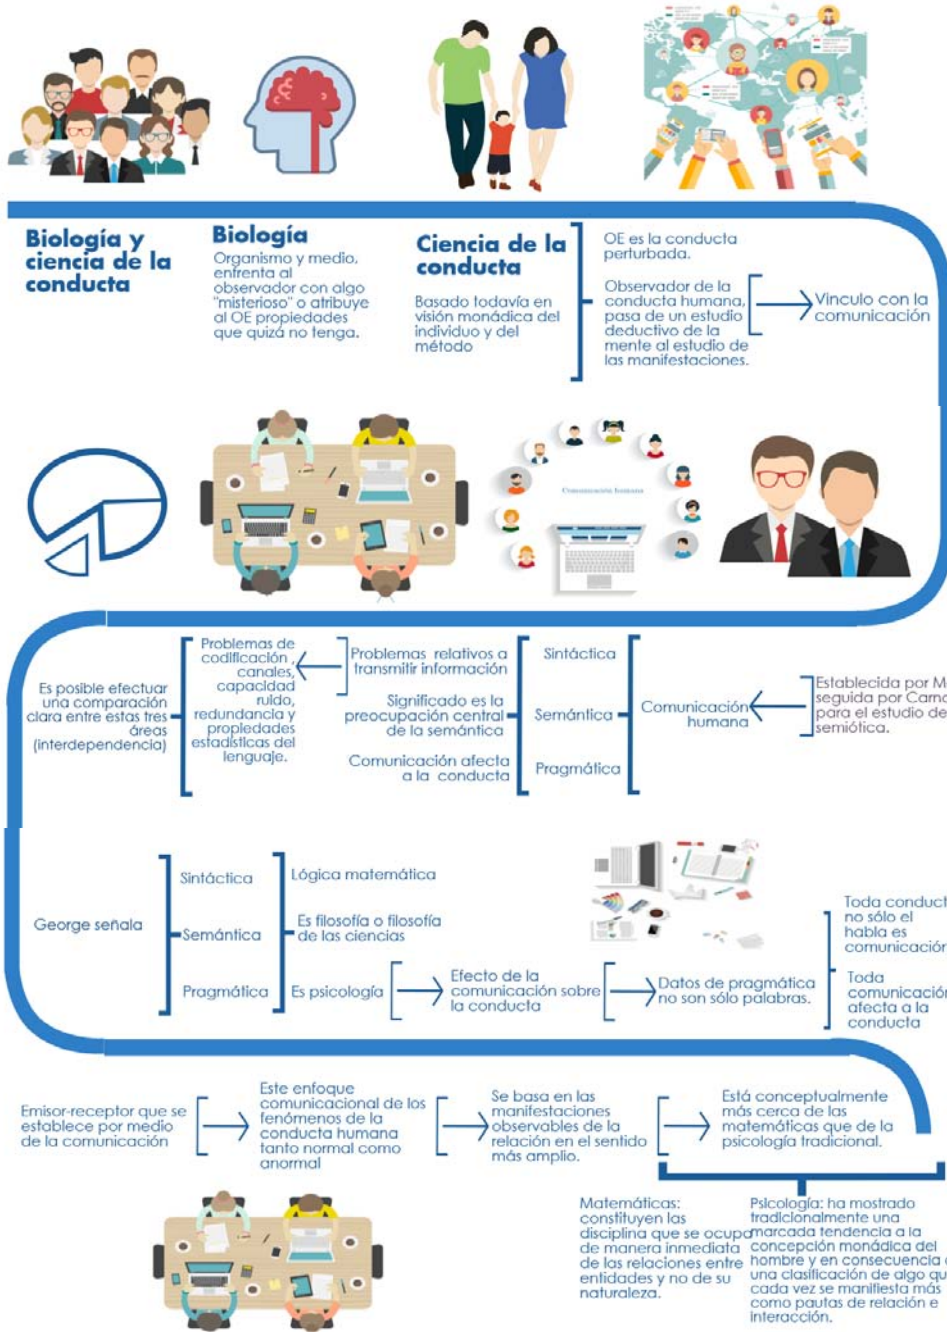 Biología y
ciencia de la
conducta
Biología
Organismo y medio,
enfrenta al
observador con algo
"misterioso" o atribuye
al OE propiedades
que quizá no tenga.
Ciencia de la
conducta
Basado todavía en
visión monádica del
individuo y del
método
OE es la conducta
perturbada.
Observador de la
conducta humana,
pasa de un estudio
deductivo de la
mente al estudio de
las manifestaciones.
Vinculo con la
comunicación
Comunicación humana
Es posible efectuar
una comparación
clara entre estas tres
áreas
(interdependencia)
Problemas de
codificación ,
canales,
capacidad
ruido,
redundancia y
propiedades
estadísticas del
lenguaje.
Problemas relativos a
transmitir información
Significado es la
preocupación central
de la semántica
Comunicación afecta
a la conducta
Sintáctica
Semántica
Pragmática
Comunicación
humana
Establecida por
seguida por
para el estudio de
semiótica.
George señala
Sintáctica
Semántica
Pragmática
Lógica matemática
Es filosofía o filosofía
de las ciencias
Es psicología
Efecto de la
comunicación sobre
la conducta
Datos de pragmática
no son sólo palabras.
Toda
no sólo el
habla es
Toda
afecta a la
conducta
Emisor-receptor que se
establece por medio
de la comunicación
Este enfoque
comunicacional de los
fenómenos de la
conducta humana
tanto normal como
anormal
Se basa en las
manifestaciones
observables de la
relación en el sentido
más amplio.
Está conceptualmente
más cerca de las
matemáticas que de la
psicología tradicional.
Matemáticas:
constituyen las
disciplina que se ocupa
de manera inmediata
de las relaciones entre
entidades y no de su
naturaleza.
Psicología: ha mostrado
tradicionalmente una
marcada tendencia a la
concepción monádica del
hombre y en consecuencia
una clasificación de algo
cada vez se manifiesta más
como pautas de relación e
interacción.